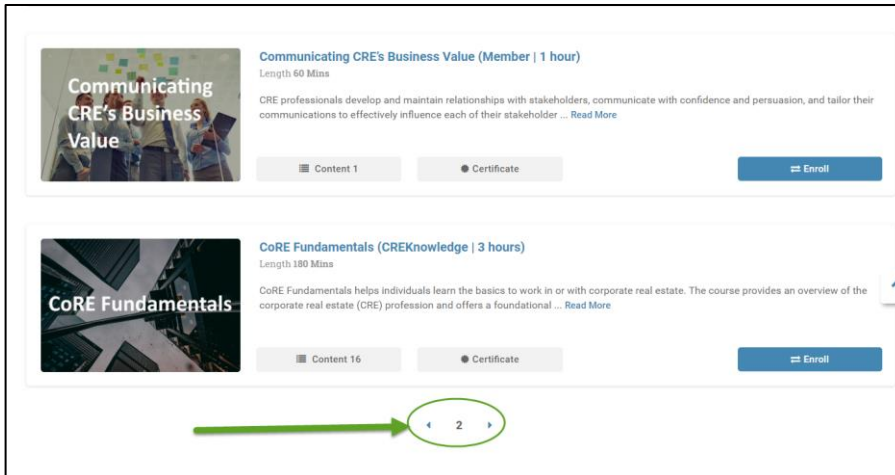 Communicating
CRE's Business
Value
Communicating CRE's Business Value (Member | 1 hour)
Length 60 Mins
CRE professionals develop and maintain relationships with stakeholders, communicate with confidence and persuasion, and tailor their
communications to effectively influence each of their stakeholder ... Read More
Content 1
Certificate
Enroll
CoRE Fundamentals
CoRE Fundamentals (CREKnowledge | 3 hours)
Length 180 Mins
CoRE Fundamentals helps individuals learn the basics to work in or with corporate real estate. The course provides an overview of the
corporate real estate (CRE) profession and offers a foundational ... Read More
Content 16
Certificate
Enroll
2